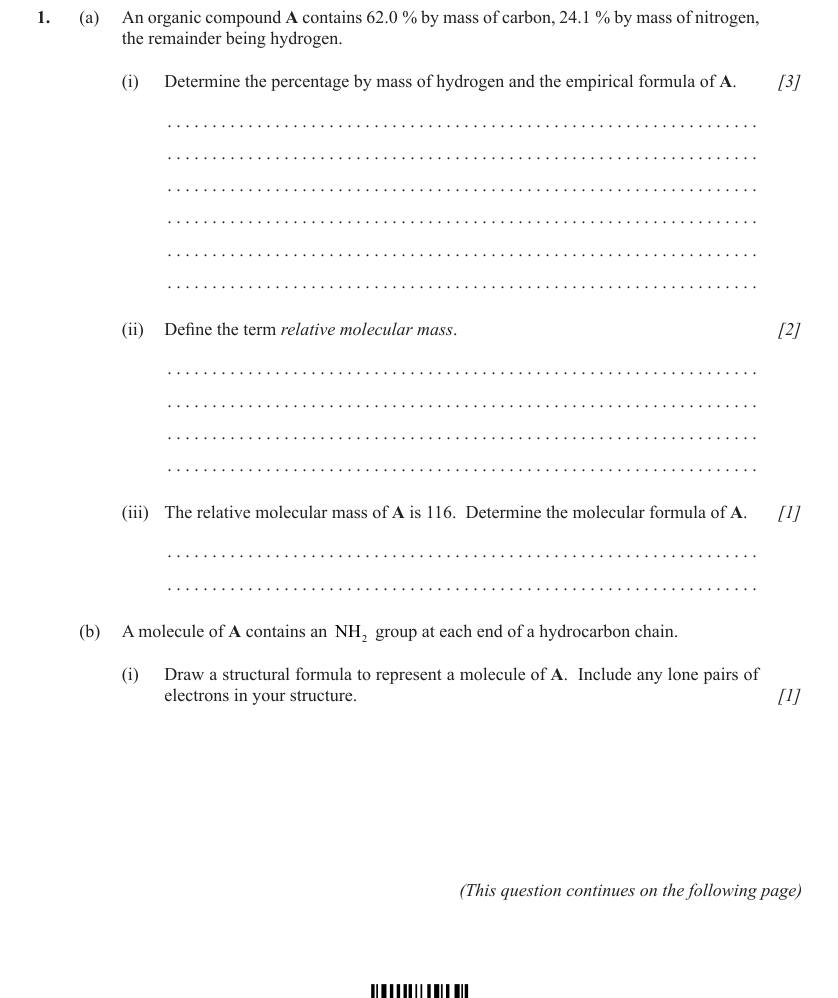 1. (a) An organic compound A contains 62.0 % by mass of carbon, 24.1 % by mass of nitrogen,
the remainder being hydrogen.
(i) Determine the percentage by mass of hydrogen and the empirical formula of A. [3]
(ii) Define the term relative molecular mass. [2]
(iii) The relative molecular mass of A is 116. Determine the molecular formula of A. [1]
(b) A molecule of A contains an NH₂ group at each end of a hydrocarbon chain.
(i) Draw a structural formula to represent a molecule of A. Include any lone pairs of
electrons in your structure. [1]
(This question continues on the following page)